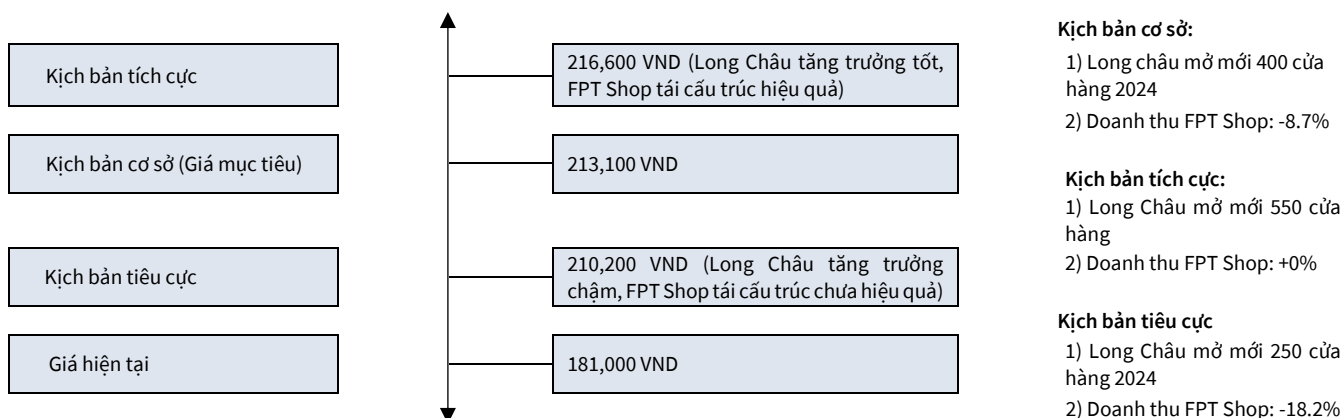 Kịch bản tích cực
216,600 VND (Long Châu tăng trưởng tốt,
FPT Shop tái cấu trúc hiệu quả)
Kịch bản cơ sở (Giá mục tiêu)
213,100 VND
Kịch bản tiêu cực
210,200 VND (Long Châu tăng trưởng
chậm, FPT Shop tái cấu trúc chưa hiệu quả)
Giá hiện tại
181,000 VND
Kịch bản cơ sở:
1) Long châu mở mới 400 cửa
hàng 2024
2) Doanh thu FPT Shop: -8.7%
Kịch bản tích cực:
1) Long Châu mở mới 550 cửa
hàng
2) Doanh thu FPT Shop: +0%
Kịch bản tiêu cực
1) Long Châu mở mới 250 cửa
hàng 2024
2) Doanh thu FPT Shop: -18.2%